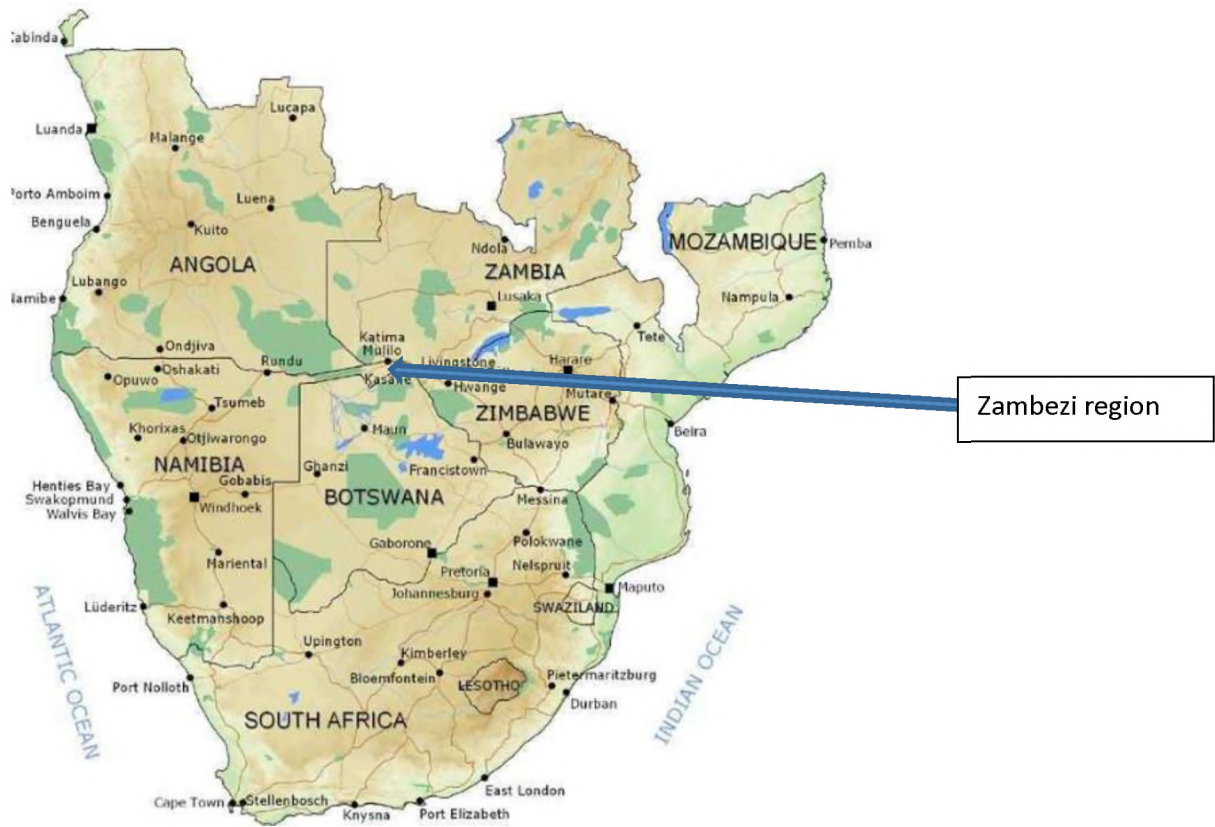 Cabinda
Lucapa
Luanda
Malange
Porto Amboim
Luena
Benguela
Kuito
MOZAMBIQUE
Pemba
Ndola
ANGOLA
ZAMBIA
Lubango
Namibe
Lusaka
Nampula
Tete
Ondjiva
Katima
Mulilo
Oshakati
Rundu
Livingstone
Harare
Opuwo
Kasane
Hwange
Mutare
Zambezi region
Tsumeb
ZIMBABWE
Khorixas
Otjiwarongo
Maun
Beira
Bulawayo
NAMIBIA
Ghanzi
Francistown
Gobabis
BOTSWANA
Henties Bay
Swakopmund
Walvis Bay
Windhoek
Messina
Gaborone
Polokwane
Mariental
Pretoria
Nelspruit
Johannesburg
Maputo
Lüderitz
Keetmanshoop
SWAZILAND
ATLANTIC OCEAN
INDIAN OCEAN
Upington
Kimberley
Bloemfontein
LESOTHO
Pietermaritzburg
Port Nolloth
Durban
SOUTH AFRICA
East London
Cape Town
Stellenbosch
Knysna
Port Elizabeth